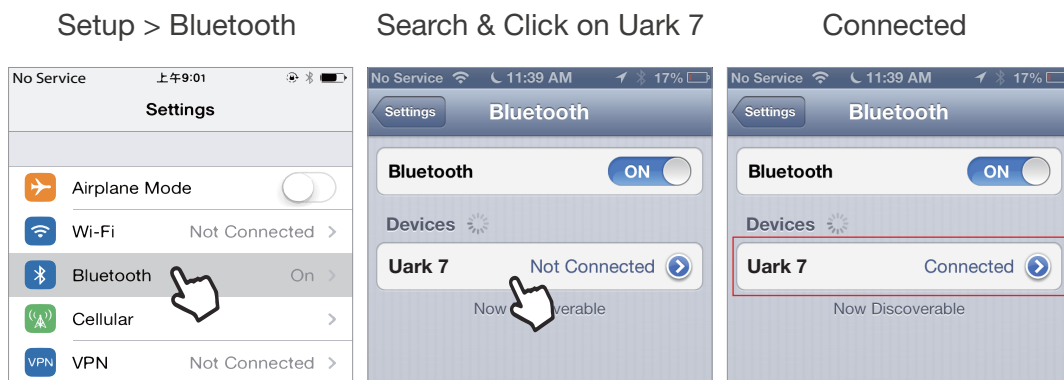 Setup > Bluetooth
No Service 上午9:01
Settings
Airplane Mode
Wi-Fi Not Connected >
Bluetooth On >
Cellular >
VPN VPN Not Connected >
Search & Click on Uark 7
No Service 11:39 AM 17%
Settings Bluetooth
Bluetooth ON
Devices
Uark 7 Not Connected
Now verable
Connected
No Service 11:39 AM 17%
Settings Bluetooth
Bluetooth ON
Devices
Uark 7 Connected
Now Discoverable